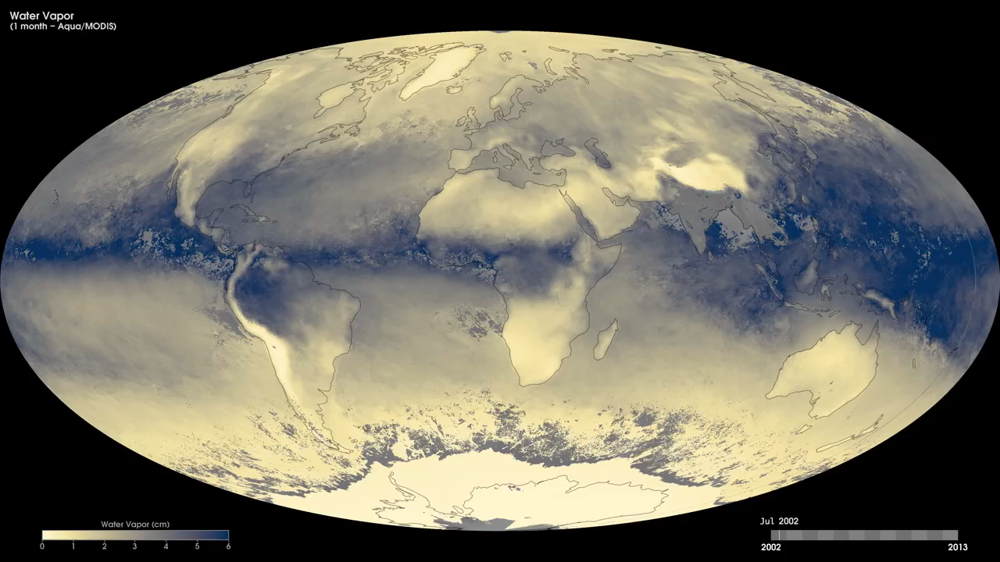 Water Vapor
(1 month – Aqua/MODIS)
Water Vapor (cm)
0 1 2 3 4 5 6
Jul 2002
2002 2013